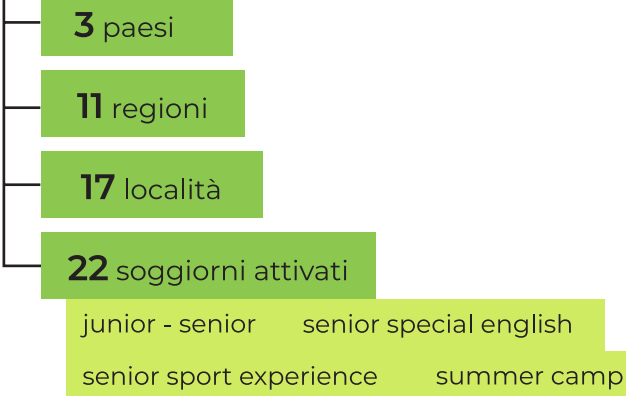 3 paesi
11 regioni
17 località
22 soggiorni attivati
junior - senior senior special english
senior sport experience summer camp